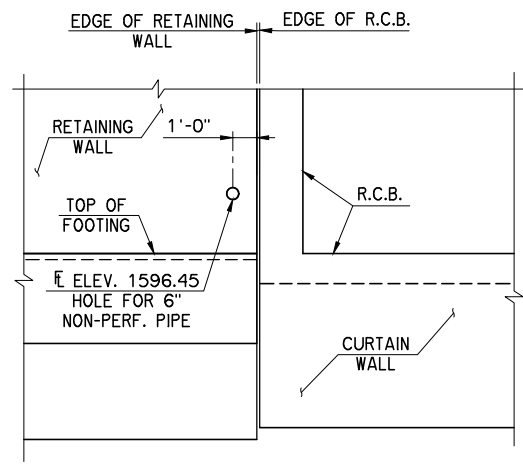 EDGE OF RETAINING
WALL
EDGE OF R.C.B.
RETAINING
WALL
1'-0"
R.C.B.
TOP OF
FOOTING
℄ ELEV. 1596.45
HOLE FOR 6"
NON-PERF. PIPE
CURTAIN
WALL